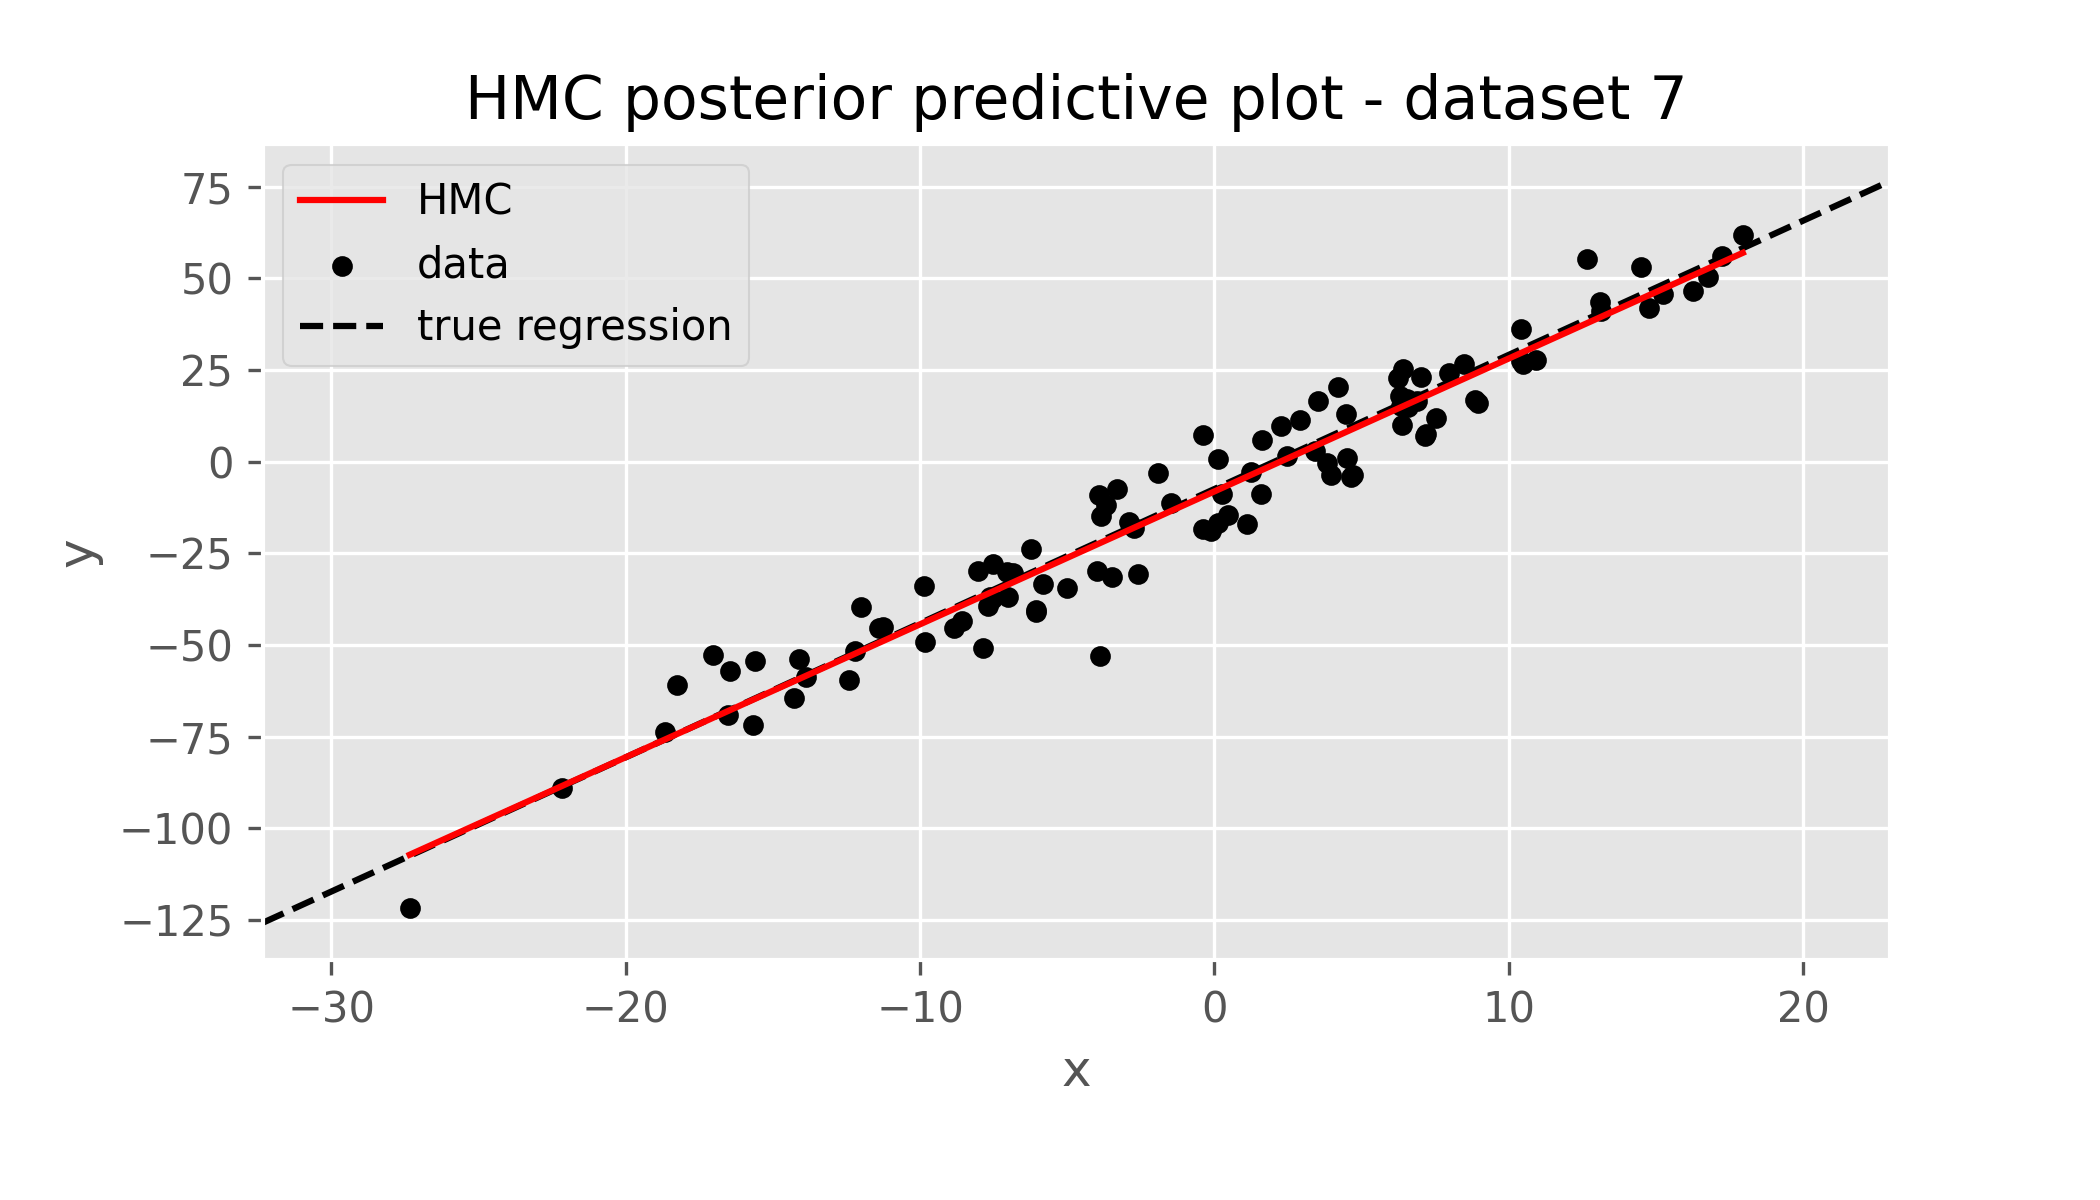 HMC posterior predictive plot - dataset 7
HMC
data
true regression
75
50
25
0
−25
−50
−75
−100
−125
y
−30 −20 −10 0 10 20
x